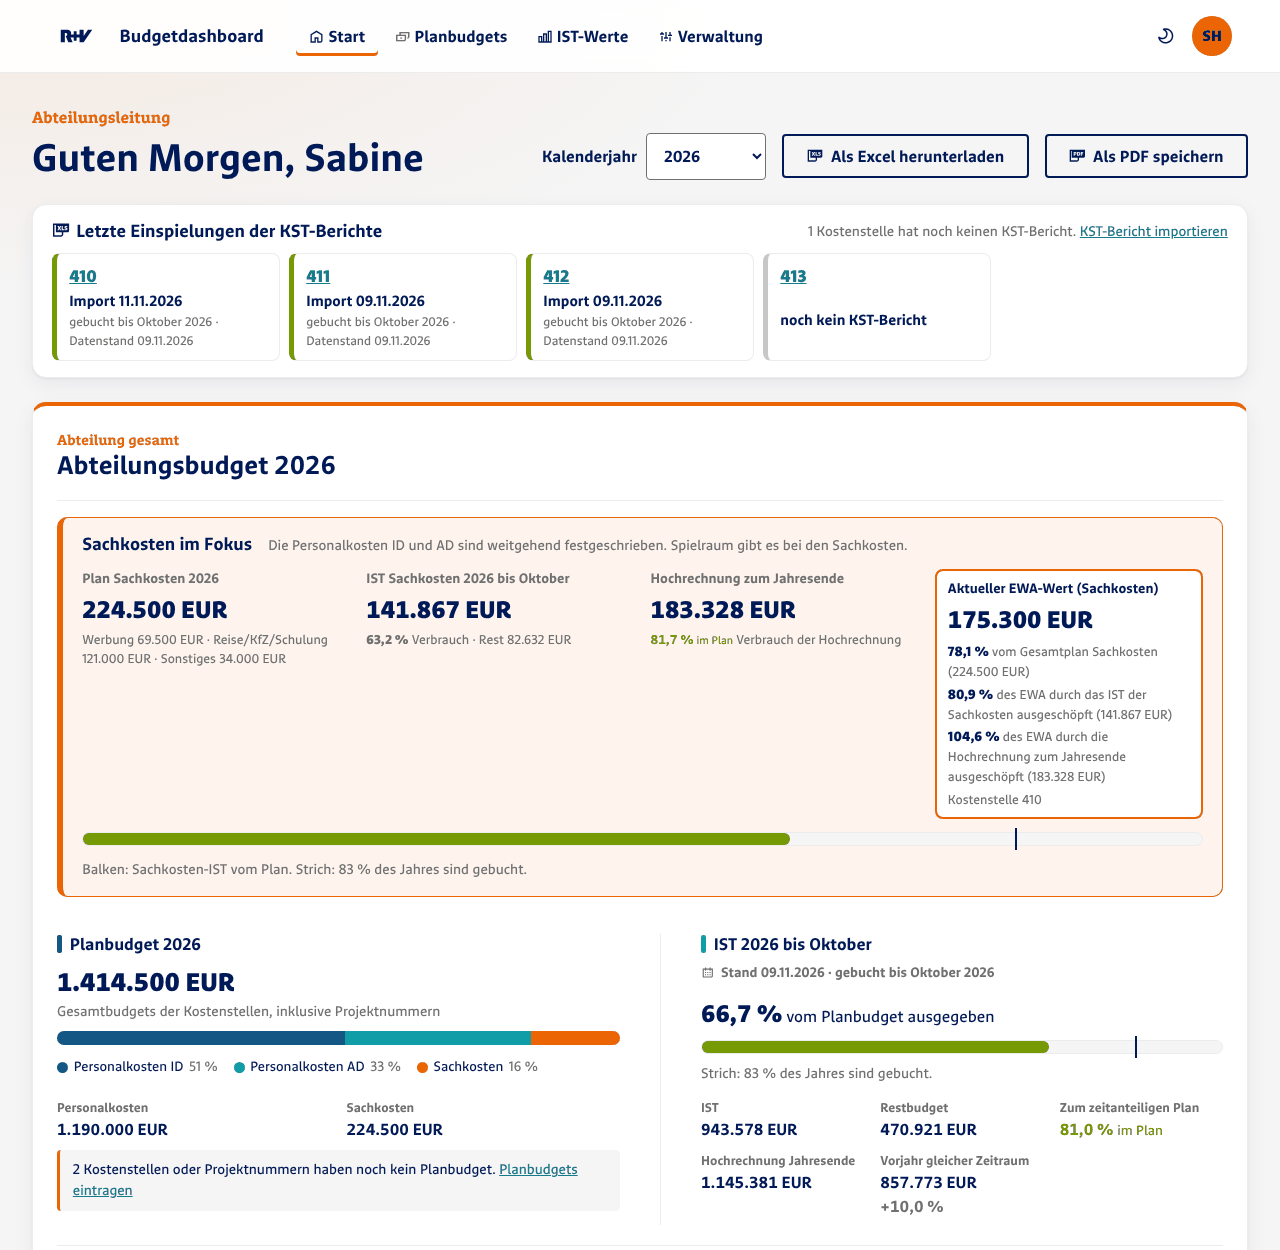 R+V Budgetdashboard Start Planbudgets IST-Werte Verwaltung SH
Abteilungsleitung
Guten Morgen, Sabine
Kalenderjahr 2026 XLS Als Excel herunterladen PDF Als PDF speichern
XLS Letzte Einspielungen der KST-Berichte
1 Kostenstelle hat noch keinen KST-Bericht. KST-Bericht importieren
410
Import 11.11.2026
gebucht bis Oktober 2026 ·
Datenstand 09.11.2026
411
Import 09.11.2026
gebucht bis Oktober 2026 ·
Datenstand 09.11.2026
412
Import 09.11.2026
gebucht bis Oktober 2026 ·
Datenstand 09.11.2026
413
noch kein KST-Bericht
Abteilung gesamt
Abteilungsbudget 2026
Sachkosten im Fokus Die Personalkosten ID und AD sind weitgehend festgeschrieben. Spielraum gibt es bei den Sachkosten.
Plan Sachkosten 2026
224.500 EUR
Werbung 69.500 EUR · Reise/KfZ/Schulung
121.000 EUR · Sonstiges 34.000 EUR
IST Sachkosten 2026 bis Oktober
141.867 EUR
63,2 % Verbrauch · Rest 82.632 EUR
Hochrechnung zum Jahresende
183.328 EUR
81,7 % im Plan Verbrauch der Hochrechnung
Aktueller EWA-Wert (Sachkosten)
175.300 EUR
78,1 % vom Gesamtplan Sachkosten
(224.500 EUR)
80,9 % des EWA durch das IST der
Sachkosten ausgeschöpft (141.867 EUR)
104,6 % des EWA durch die
Hochrechnung zum Jahresende
ausgeschöpft (183.328 EUR)
Kostenstelle 410
Balken: Sachkosten-IST vom Plan. Strich: 83 % des Jahres sind gebucht.
Planbudget 2026
1.414.500 EUR
Gesamtbudgets der Kostenstellen, inklusive Projektnummern
Personalkosten ID 51 % Personalkosten AD 33 % Sachkosten 16 %
Personalkosten
1.190.000 EUR
Sachkosten
224.500 EUR
2 Kostenstellen oder Projektnummern haben noch kein Planbudget. Planbudgets
eintragen
IST 2026 bis Oktober
Stand 09.11.2026 · gebucht bis Oktober 2026
66,7 % vom Planbudget ausgegeben
Strich: 83 % des Jahres sind gebucht.
IST
943.578 EUR
Restbudget
470.921 EUR
Zum zeitanteiligen Plan
81,0 % im Plan
Hochrechnung Jahresende
1.145.381 EUR
Vorjahr gleicher Zeitraum
857.773 EUR
+10,0 %